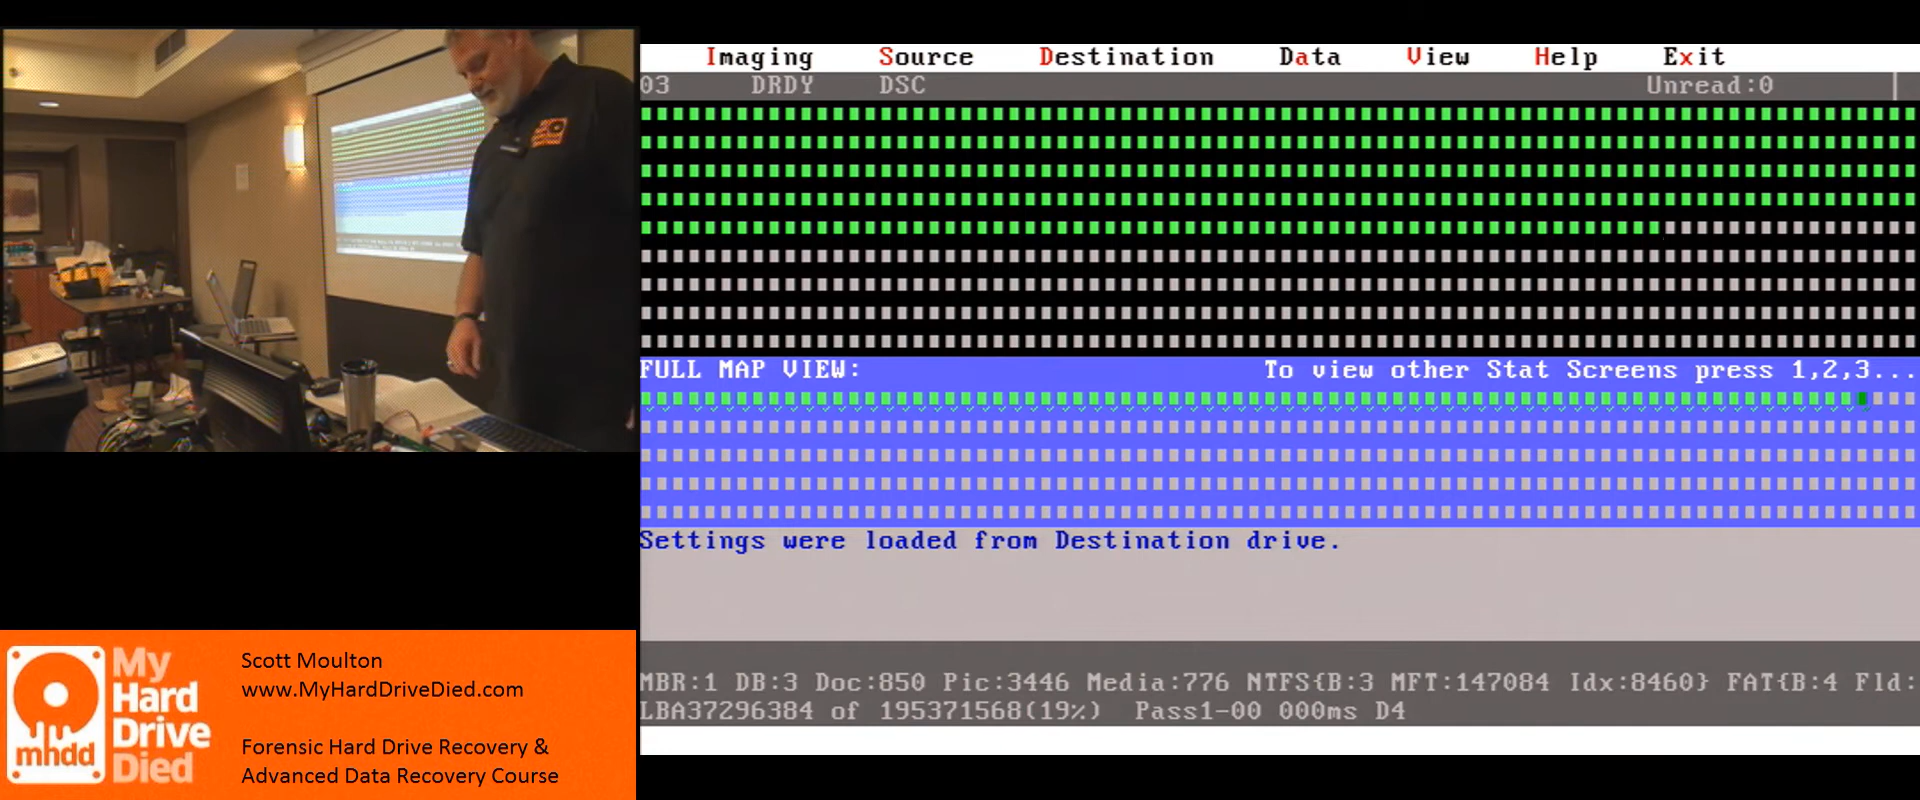 Imaging Source Destination Data View Help Exit
03 DRDY DSC Unread:0
FULL MAP VIEW: To view other Stat Screens press 1,2,3...
Settings were loaded from Destination drive.
MBR:1 DB:3 Doc:850 Pic:3446 Media:776 NTFS{B:3 MFT:147084 Idx:8460} FAT{B:4 Fld:
LBA37296384 of 195371568(19%) Pass1-00 000ms D4
mhdd
My
Hard
Drive
Died
Scott Moulton
www.MyHardDriveDied.com
Forensic Hard Drive Recovery &
Advanced Data Recovery Course